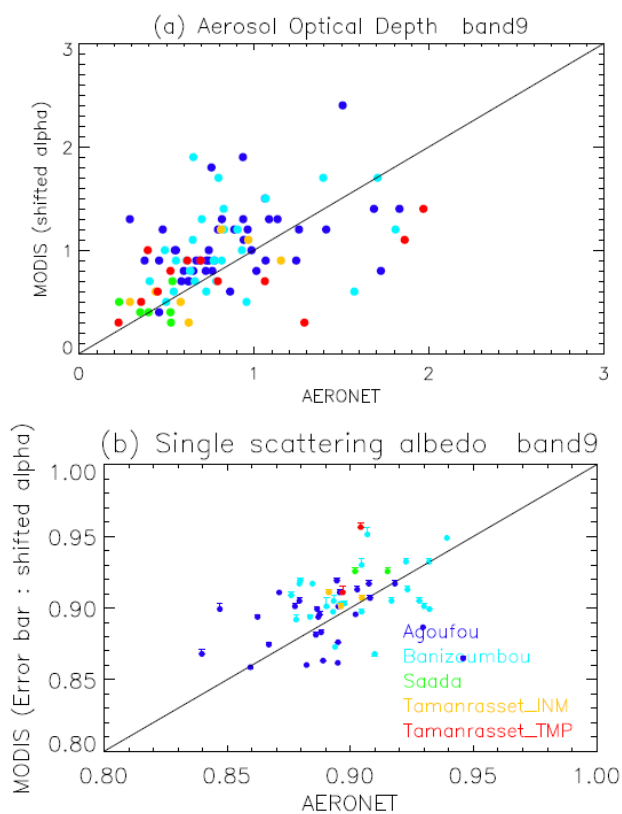 (a) Aerosol Optical Depth band9
3
2
1
0
MODIS (shifted alpha)
0 1 2 3
AERONET
(b) Single scattering albedo band9
1.00
0.95
0.90
0.85
0.80
MODIS (Error bar : shifted alpha)
Agoufou
Banizoumbou
Saada
Tamanrasset_INM
Tamanrasset_TMP
0.80 0.85 0.90 0.95 1.00
AERONET